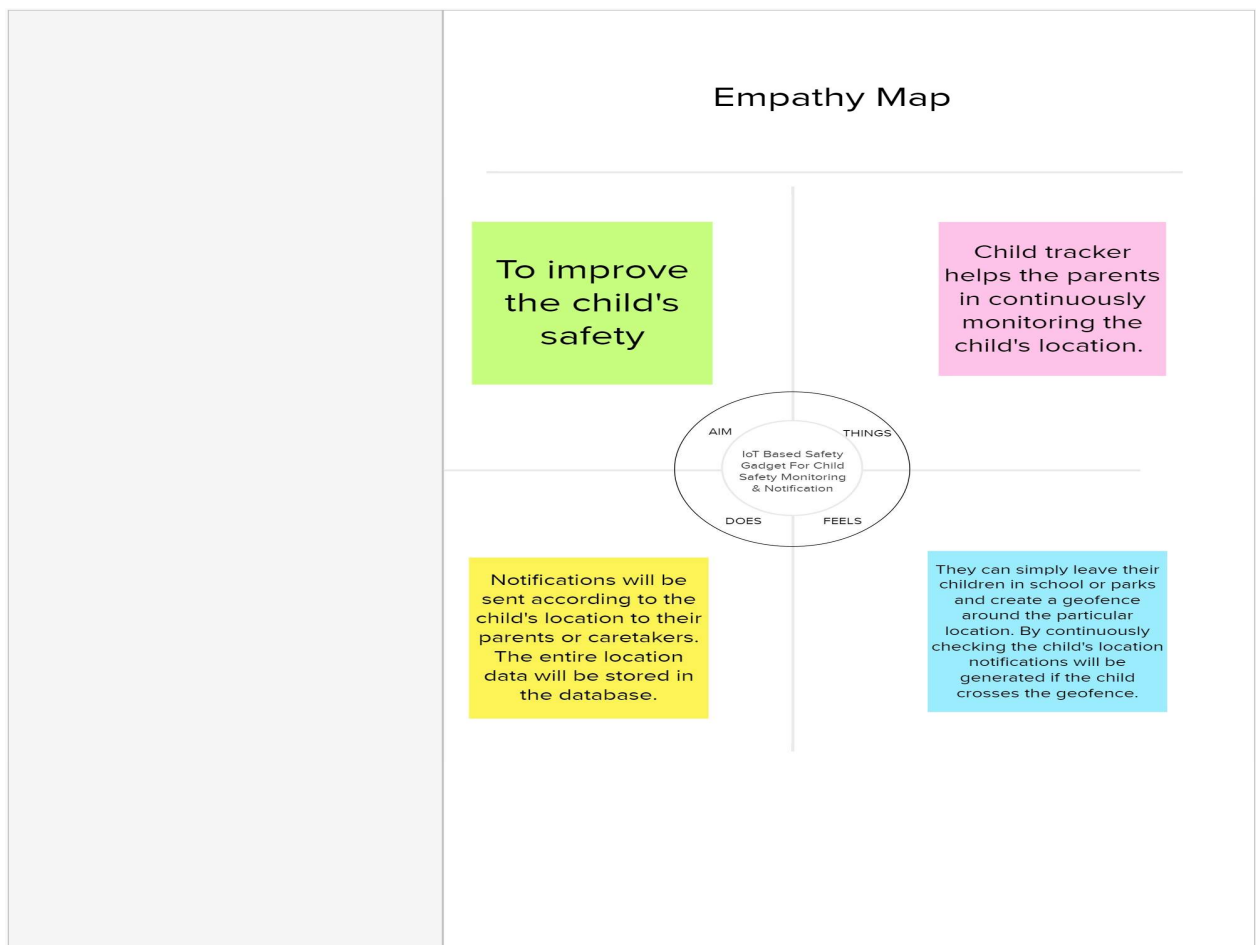 Empathy Map
To improve
the child's
safety
Child tracker
helps the parents
in continuously
monitoring the
child's location.
AIM
THINGS
IoT Based Safety
Gadget For Child
Safety Monitoring
& Notification
DOES
FEELS
Notifications will be
sent according to the
child's location to their
parents or caretakers.
The entire location
data will be stored in
the database.
They can simply leave their
children in school or parks
and create a geofence
around the particular
location. By continuously
checking the child's location
notifications will be
generated if the child
crosses the geofence.